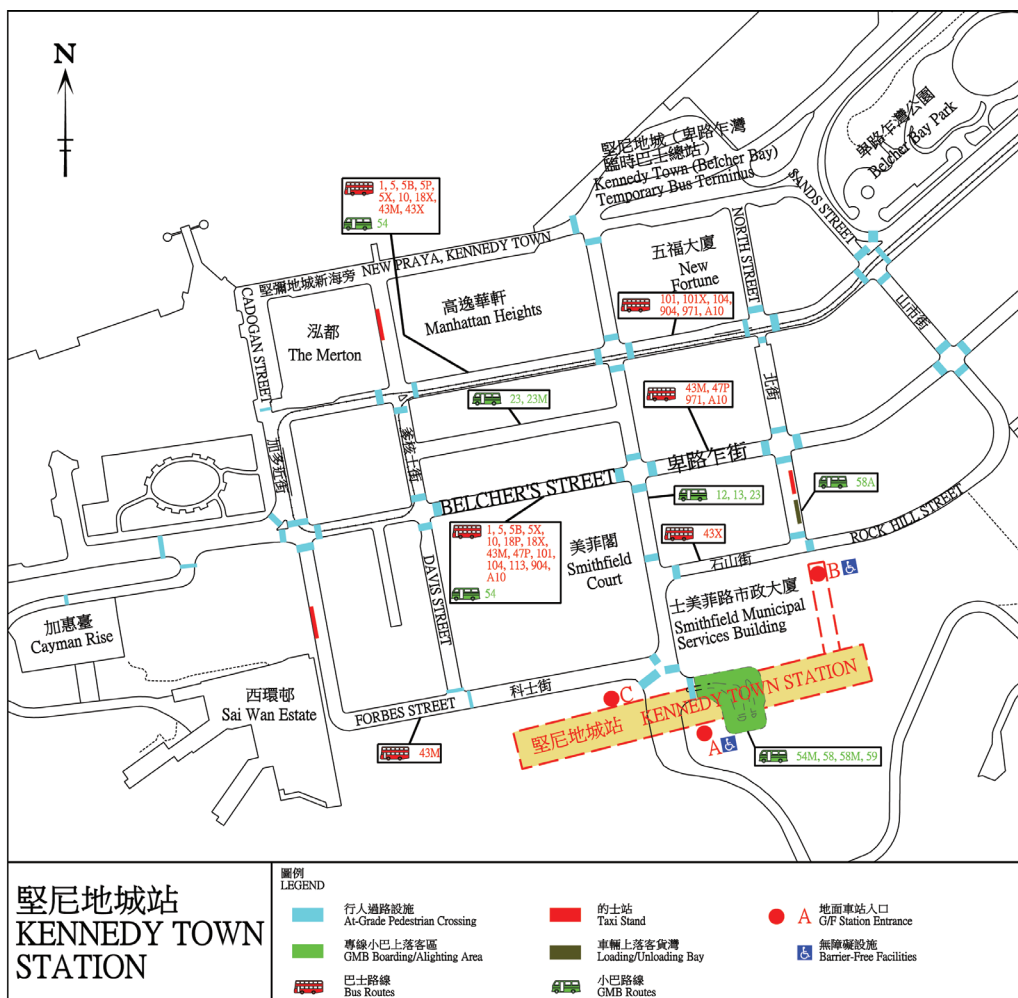 N
堅尼地城（卑路乍灣
臨時巴士總站）
Kennedy Town (Belcher Bay)
Temporary Bus Terminus
卑路乍灣公園
Belcher Bay Park
SANDS STREET
1, 5, 5B, 5P,
5X, 10, 18X,
43M, 43X
54
堅彌地城新海旁 NEW PRAYA, KENNEDY TOWN
NORTH STREET
五福大廈
New
Fortune
CADOGAN STREET
高逸華軒
Manhattan Heights
泓都
The Merton
101, 101X, 104,
904, 971, A10
山市街
北街
23, 23M
43M, 47P
971, A10
加多近街
爹核士街
BELCHER'S STREET
卑路乍街
12, 13, 23
58A
1, 5, 5B, 5X,
10, 18P, 18X,
43M, 47P, 101,
104, 113, 904,
A10
54
43X
美菲閣
Smithfield
Court
石山街
ROCK HILL STREET
DAVIS STREET
B
士美菲路市政大廈
Smithfield Municipal
Services Building
加惠臺
Cayman Rise
西環邨
Sai Wan Estate
FORBES STREET
科士街
C
堅尼地城站 KENNEDY TOWN STATION
A
43M
54M, 58, 58M, 59
堅尼地城站
KENNEDY TOWN
STATION
圖例
LEGEND
行人過路設施
At-Grade Pedestrian Crossing
的士站
Taxi Stand
A
地面車站入口
G/F Station Entrance
專線小巴上落客區
GMB Boarding/Alighting Area
車輛上落客貨灣
Loading/Unloading Bay
無障礙設施
Barrier-Free Facilities
巴士路線
Bus Routes
小巴路線
GMB Routes